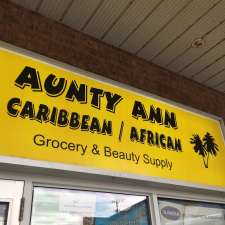 AUNTY ANN
CARIBBEAN / AFRICAN
Grocery & Beauty Supply